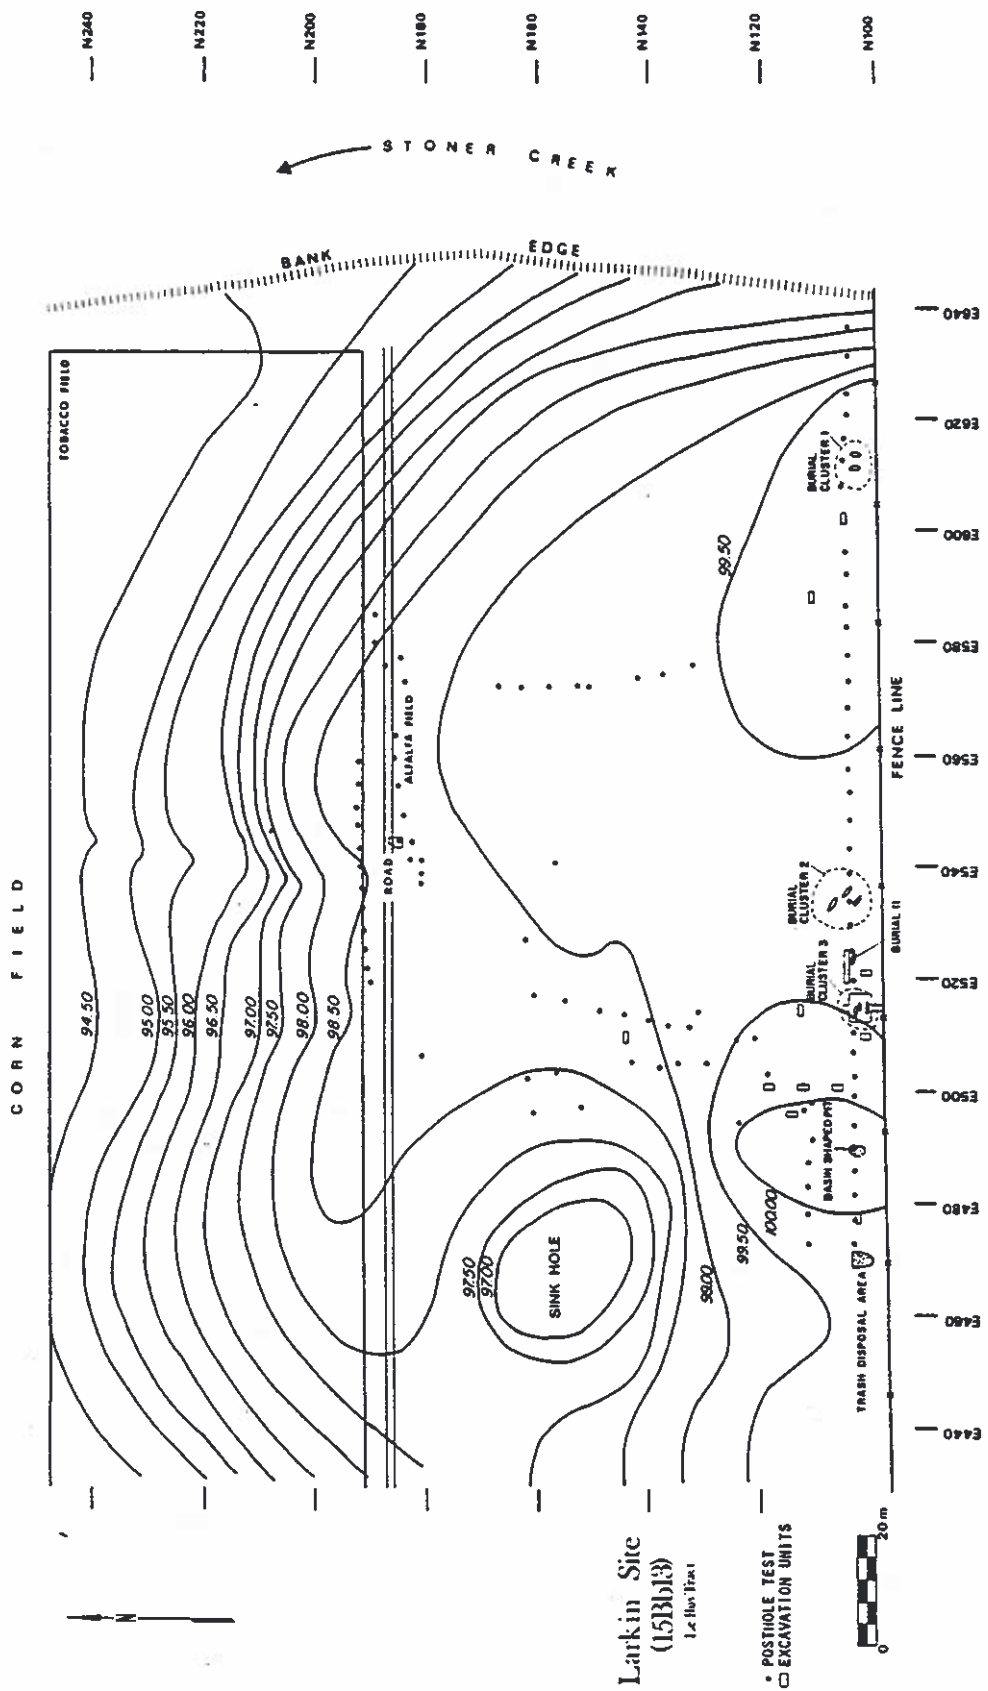 CORN FIELD
TOBACCO FIELD
STONER CREEK
BANK EDGE
94.50
95.00
95.50
96.00
96.50
97.00
97.50
98.00
98.50
ROAD
ALFALFA FIELD
SINK HOLE
97.50
97.00
99.00
99.50
100.00
99.50
BURIAL
CLUSTER 1
BURIAL
CLUSTER 2
BURIAL
CLUSTER 3
BURIAL 11
BASIN SHAPED PIT
TRASH DISPOSAL AREA
FENCE LINE
N240
N220
N200
N180
N160
N140
N120
N100
E440
E460
E480
E500
E520
E540
E560
E580
E600
E620
E640
N
Larkin Site
(15Bb13)
• POSTHOLE TEST
EXCAVATION UNITS
0 20 m